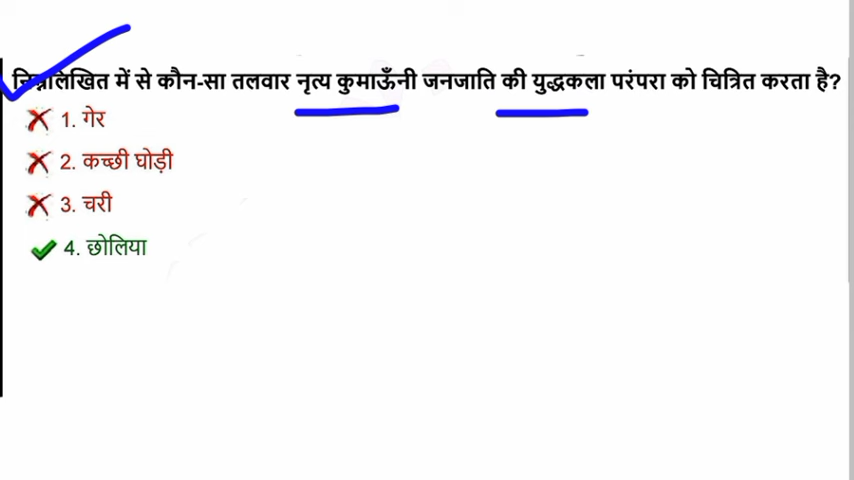 निम्नलिखित में से कौन-सा तलवार नृत्य कुमाऊँनी जनजाति की युद्धकला परंपरा को चित्रित करता है?
1. गेर
2. कच्छी घोड़ी
3. चरी
4. छोलिया